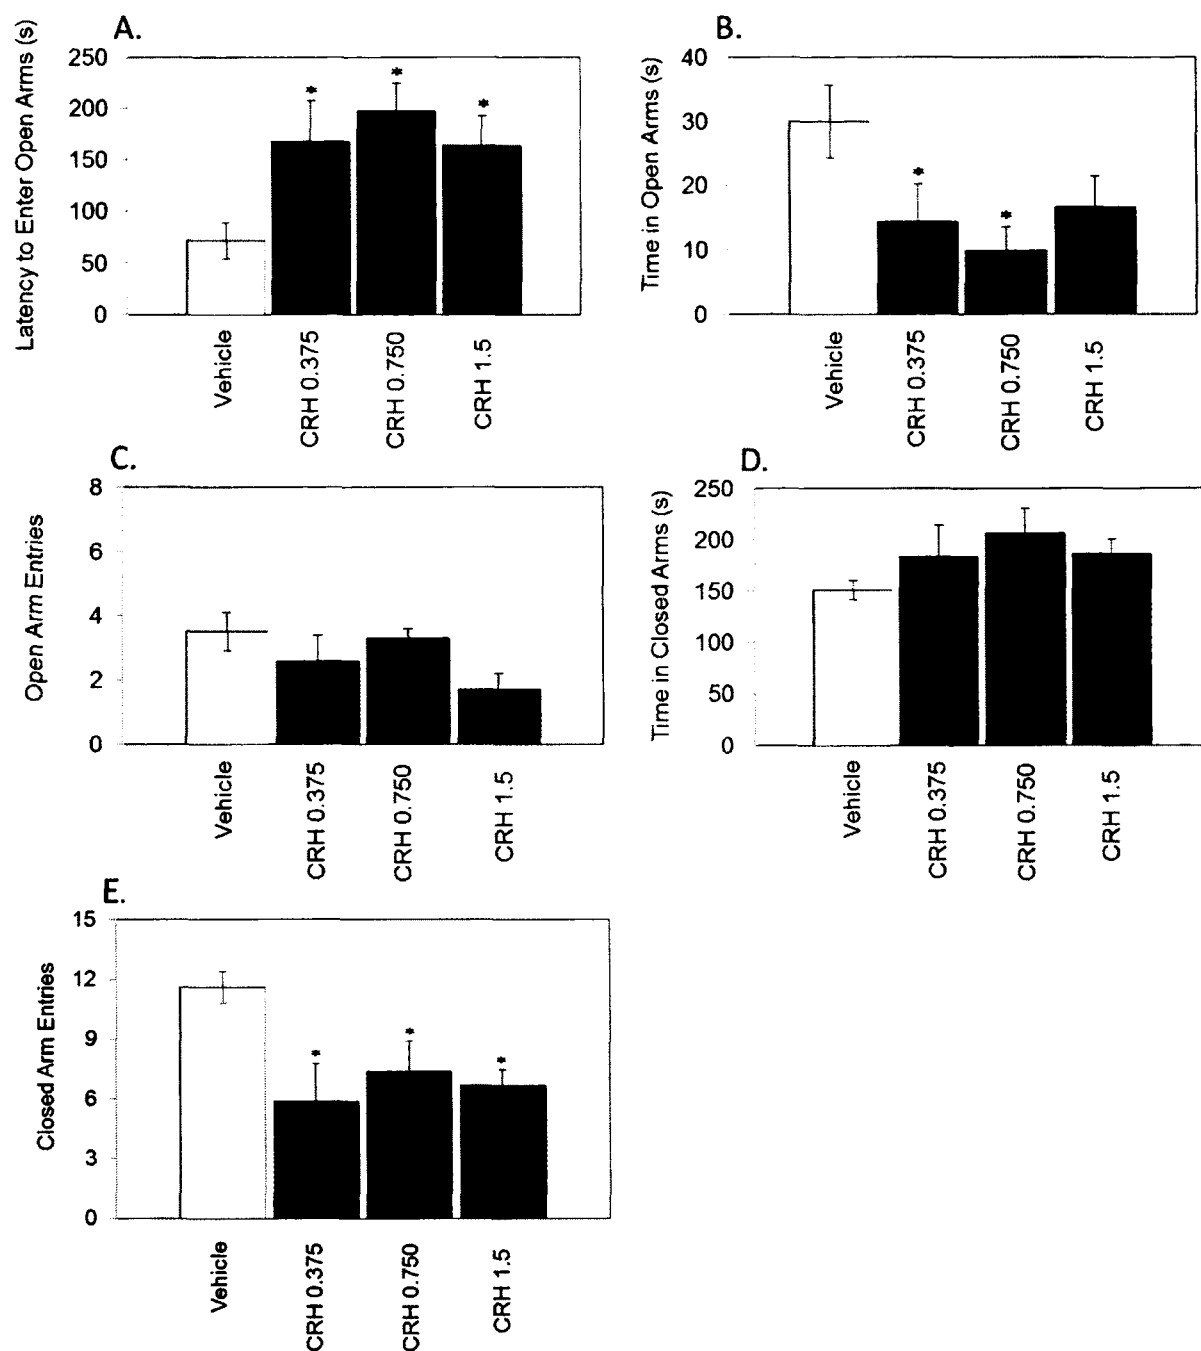 A.
Latency to Enter Open Arms (s)
250
200
150
100
50
0
*
*
*
Vehicle
CRH 0.375
CRH 0.750
CRH 1.5
B.
Time in Open Arms (s)
40
30
20
10
0
*
*
Vehicle
CRH 0.375
CRH 0.750
CRH 1.5
C.
Open Arm Entries
8
6
4
2
0
Vehicle
CRH 0.375
CRH 0.750
CRH 1.5
D.
Time in Closed Arms (s)
250
200
150
100
50
0
Vehicle
CRH 0.375
CRH 0.750
CRH 1.5
E.
Closed Arm Entries
15
12
9
6
3
0
*
*
*
Vehicle
CRH 0.375
CRH 0.750
CRH 1.5